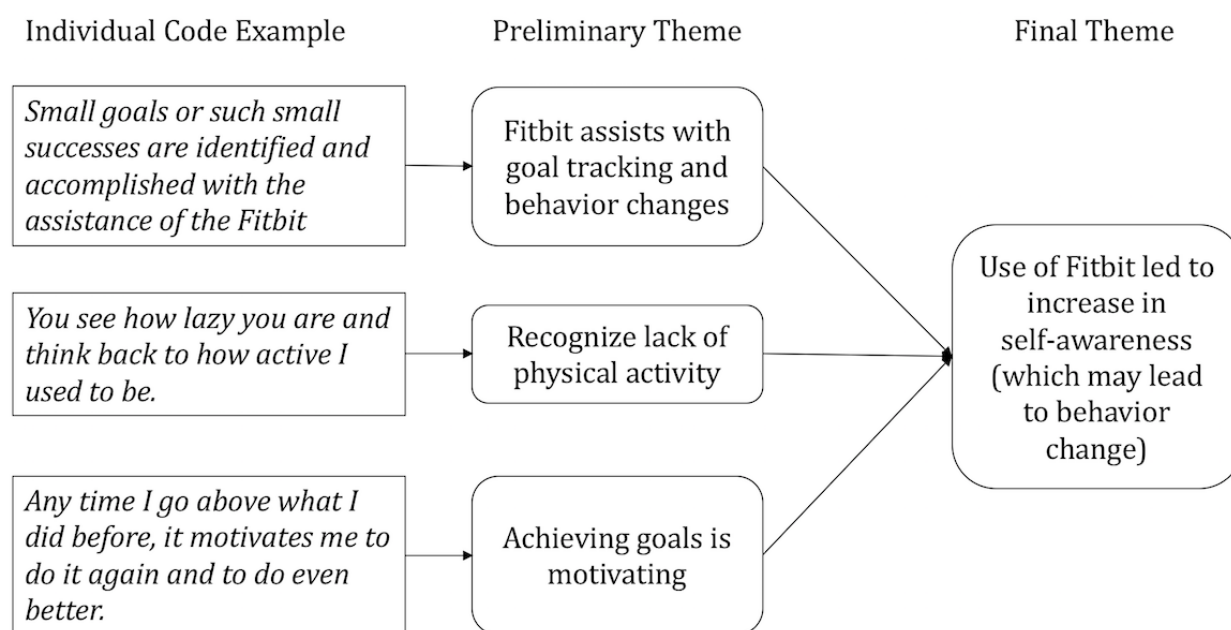 Individual Code Example
Preliminary Theme
Final Theme
Small goals or such small
successes are identified and
accomplished with the
assistance of the Fitbit
Fitbit assists with
goal tracking and
behavior changes
You see how lazy you are and
think back to how active I
used to be.
Recognize lack of
physical activity
Any time I go above what I
did before, it motivates me to
do it again and to do even
better.
Achieving goals is
motivating
Use of Fitbit led to
increase in
self-awareness
(which may lead
to behavior
change)